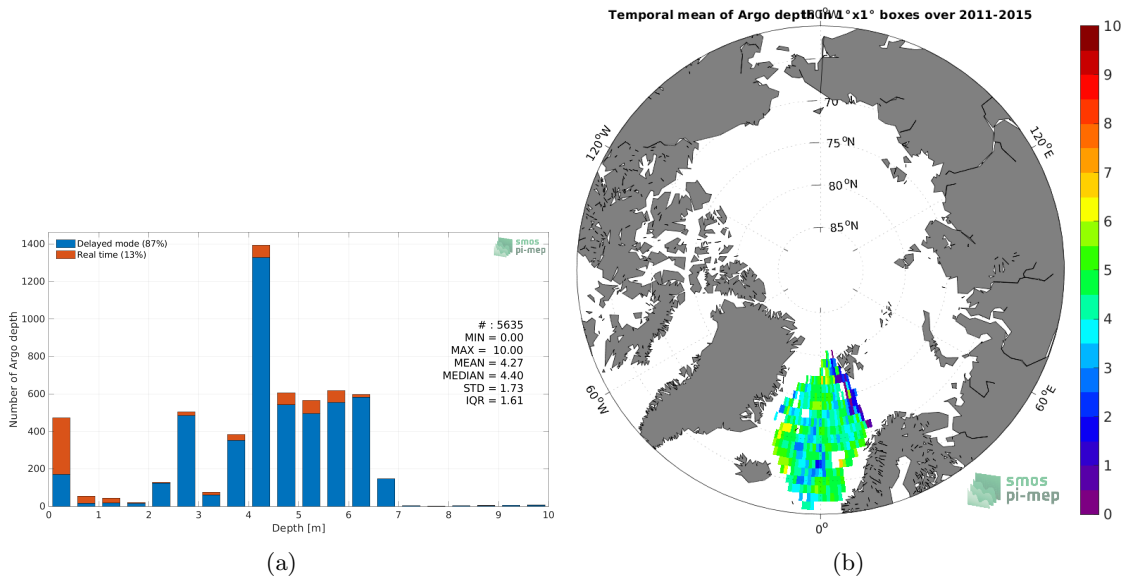 Delayed mode (87%)
Real time (13%)
smos
pi-mep
1400
1200
1000
800
600
400
200
0
Number of Argo depth
# : 5635
MIN = 0.00
MAX = 10.00
MEAN = 4.27
MEDIAN = 4.40
STD = 1.73
IQR = 1.61
0 1 2 3 4 5 6 7 8 9 10
Depth [m]
(a)
Temporal mean of Argo depth in 1°x1° boxes over 2011-2015
120°W
120°E
60°W
60°E
0°
70
75°N
80°N
85°N
smos
pi-mep
10
9
8
7
6
5
4
3
2
1
0
(b)